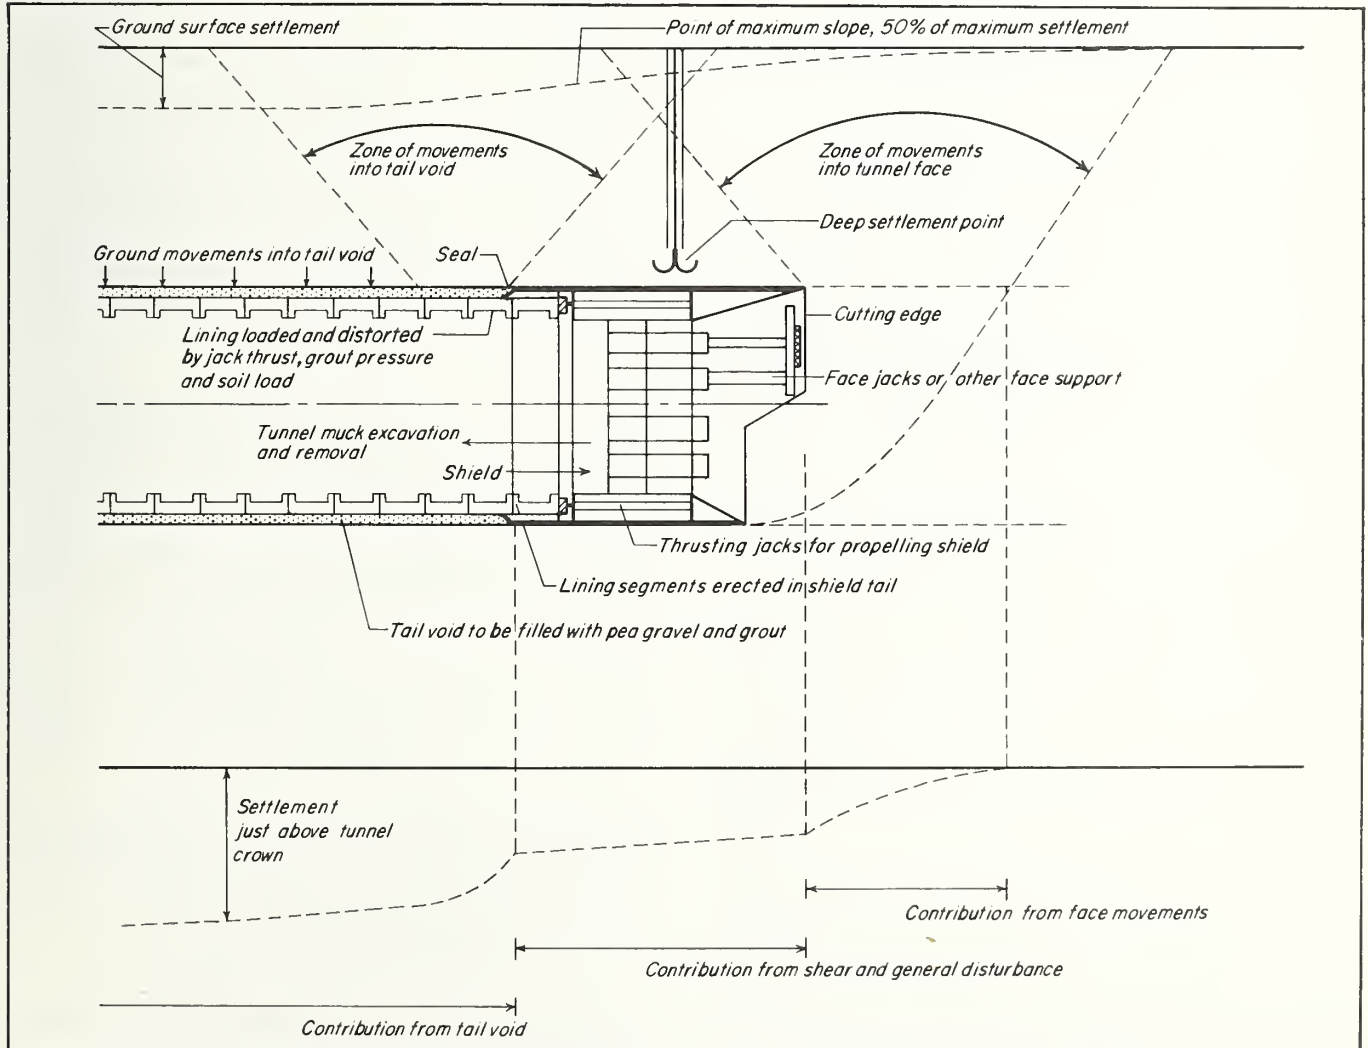 Ground surface settlement
Point of maximum slope, 50% of maximum settlement
Zone of movements
into tail void
Zone of movements
into tunnel face
Deep settlement point
Ground movements into tail void
Seal
Lining loaded and distorted
by jack thrust, grout pressure
and soil load
Cutting edge
Face jacks or other face support
Tunnel muck excavation
and removal
Shield
Thrusting jacks for propelling shield
Lining segments erected in shield tail
Tail void to be filled with pea gravel and grout
Settlement
just above tunnel
crown
Contribution from face movements
Contribution from shear and general disturbance
Contribution from tail void